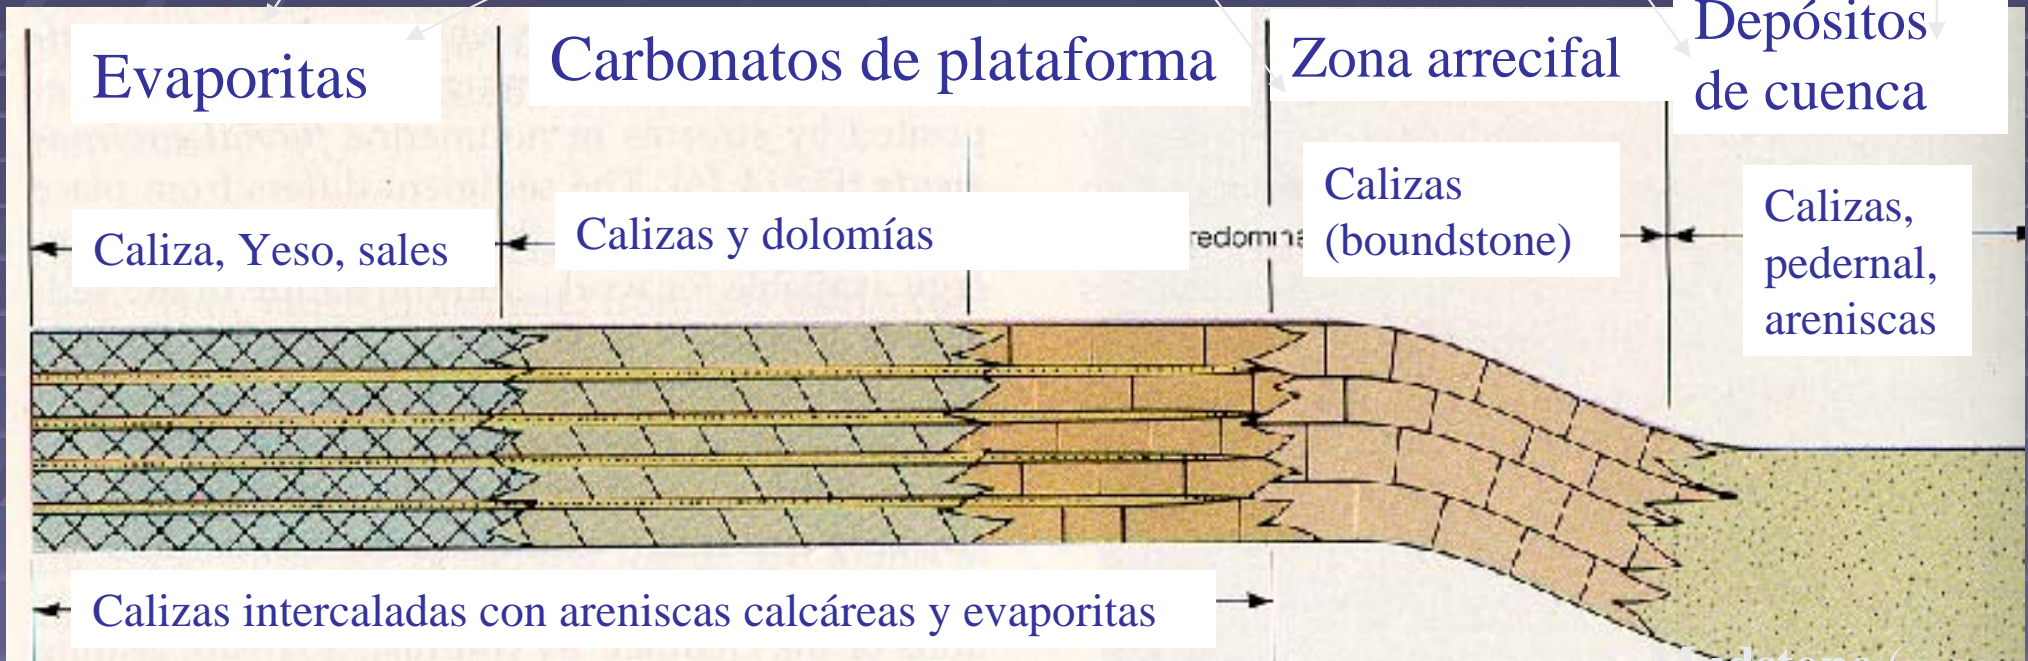 Evaporitas
Carbonatos de plataforma
Zona arrecifal
Depósitos
de cuenca
Caliza, Yeso, sales
Calizas y dolomías
Calizas
(boundstone)
Calizas,
pedernal,
areniscas
Calizas intercaladas con areniscas calcáreas y evaporitas